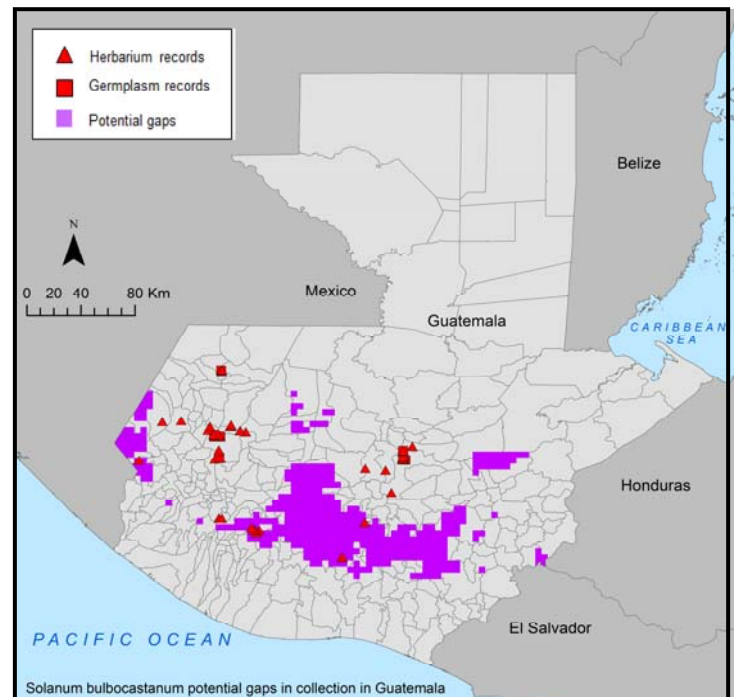 Herbarium records
Germplasm records
Potential gaps
Belize
N
0 20 40 80 Km
Mexico
Guatemala
CARIBBEAN
SEA
Honduras
El Salvador
PACIFIC OCEAN
Solanum bulbocastanum potential gaps in collection in Guatemala